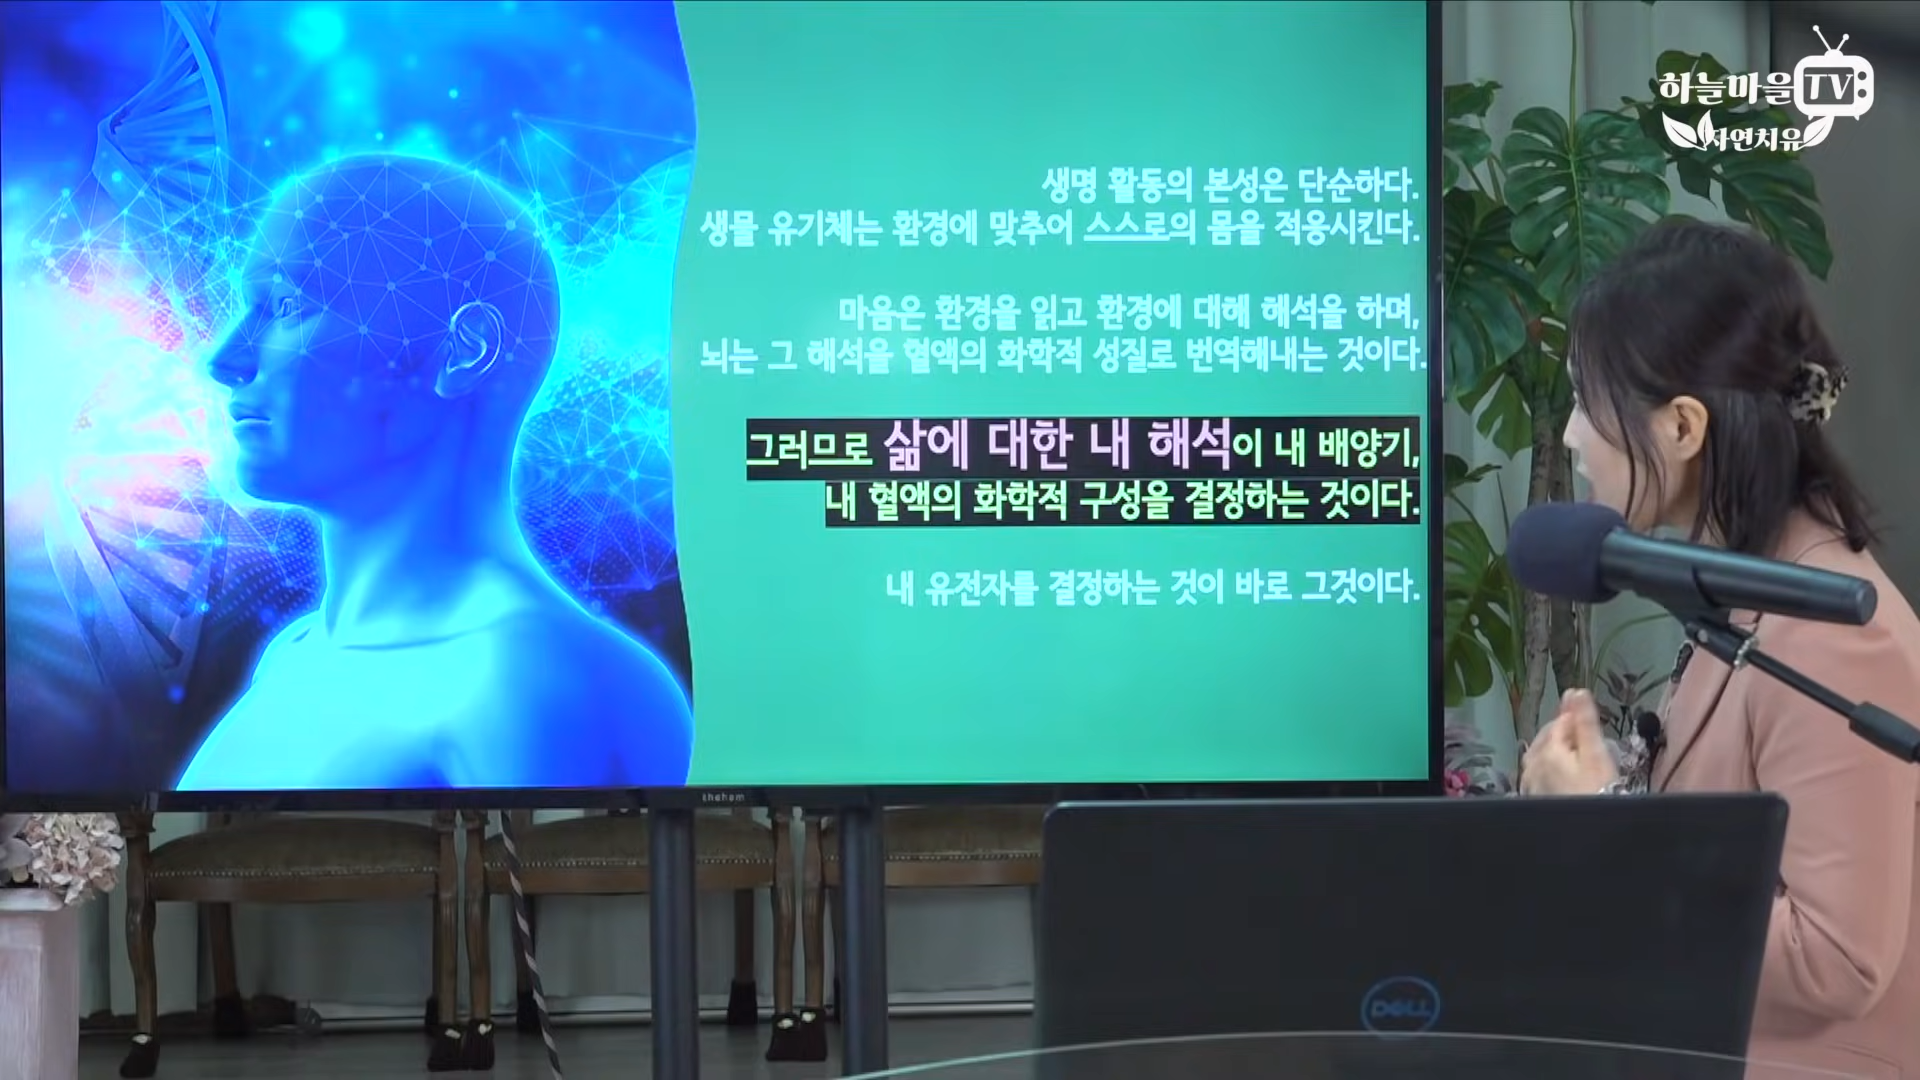 하늘마을TV
자연치유
생명 활동의 본성은 단순하다.
생물 유기체는 환경에 맞추어 스스로의 몸을 적응시킨다.
마음은 환경을 읽고 환경에 대해 해석을 하며,
뇌는 그 해석을 혈액의 화학적 성질로 번역해내는 것이다.
그러므로 삶에 대한 내 해석이 내 배양기,
내 혈액의 화학적 구성을 결정하는 것이다.
내 유전자를 결정하는 것이 바로 그것이다.
theham
DELL